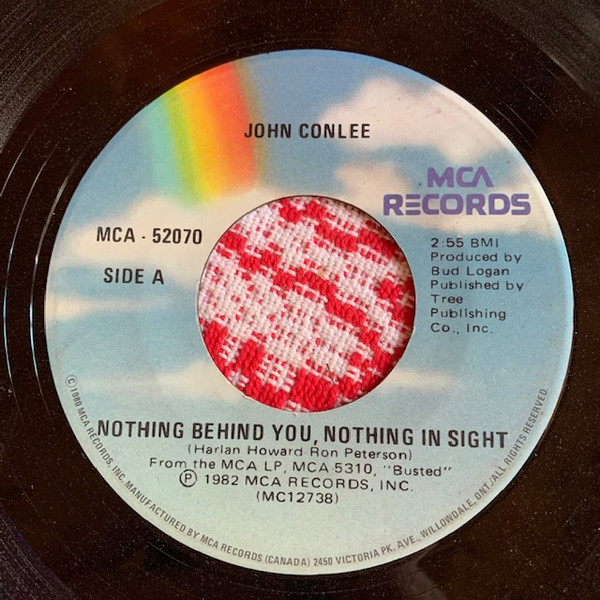 JOHN CONLEE
MCA
RECORDS
MCA - 52070
SIDE A
2:55 BMI
Produced by
Bud Logan
Published by
Tree
Publishing
Co., Inc.
NOTHING BEHIND YOU, NOTHING IN SIGHT
(Harlan Howard-Ron Peterson)
From the MCA LP, MCA 5310, "Busted"
Ⓟ 1982 MCA RECORDS, INC.
(MC12738)
©1980 MCA RECORDS, INC. MANUFACTURED BY MCA RECORDS (CANADA) 2450 VICTORIA PK. AVE., WILLOWDALE, ONT./ALL RIGHTS RESERVED.